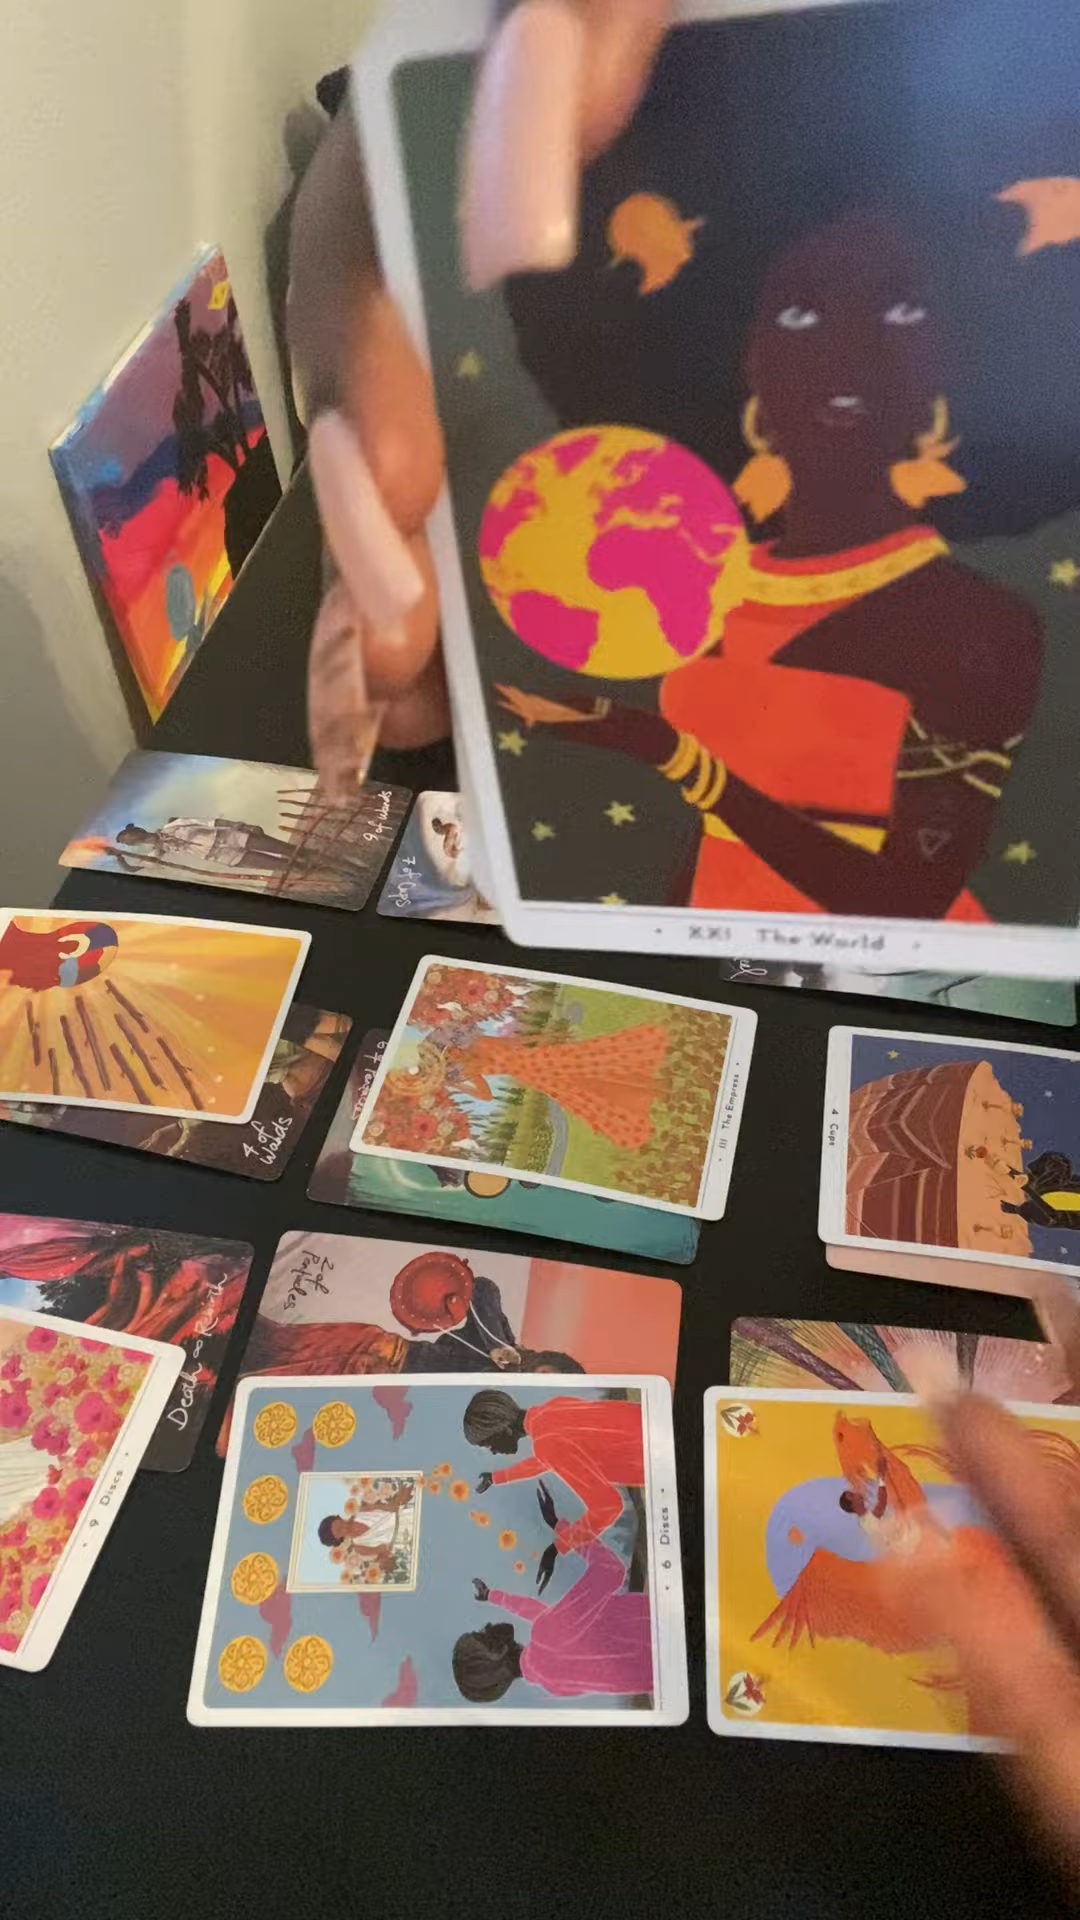 • XXI The World •
9 of Wands
7 of Cups
• III The Empress •
4 Cups
4 of
Wands
2 of
Pentacles
Death ∞ Rebirth
• 9 Discs •
• 6 Discs •